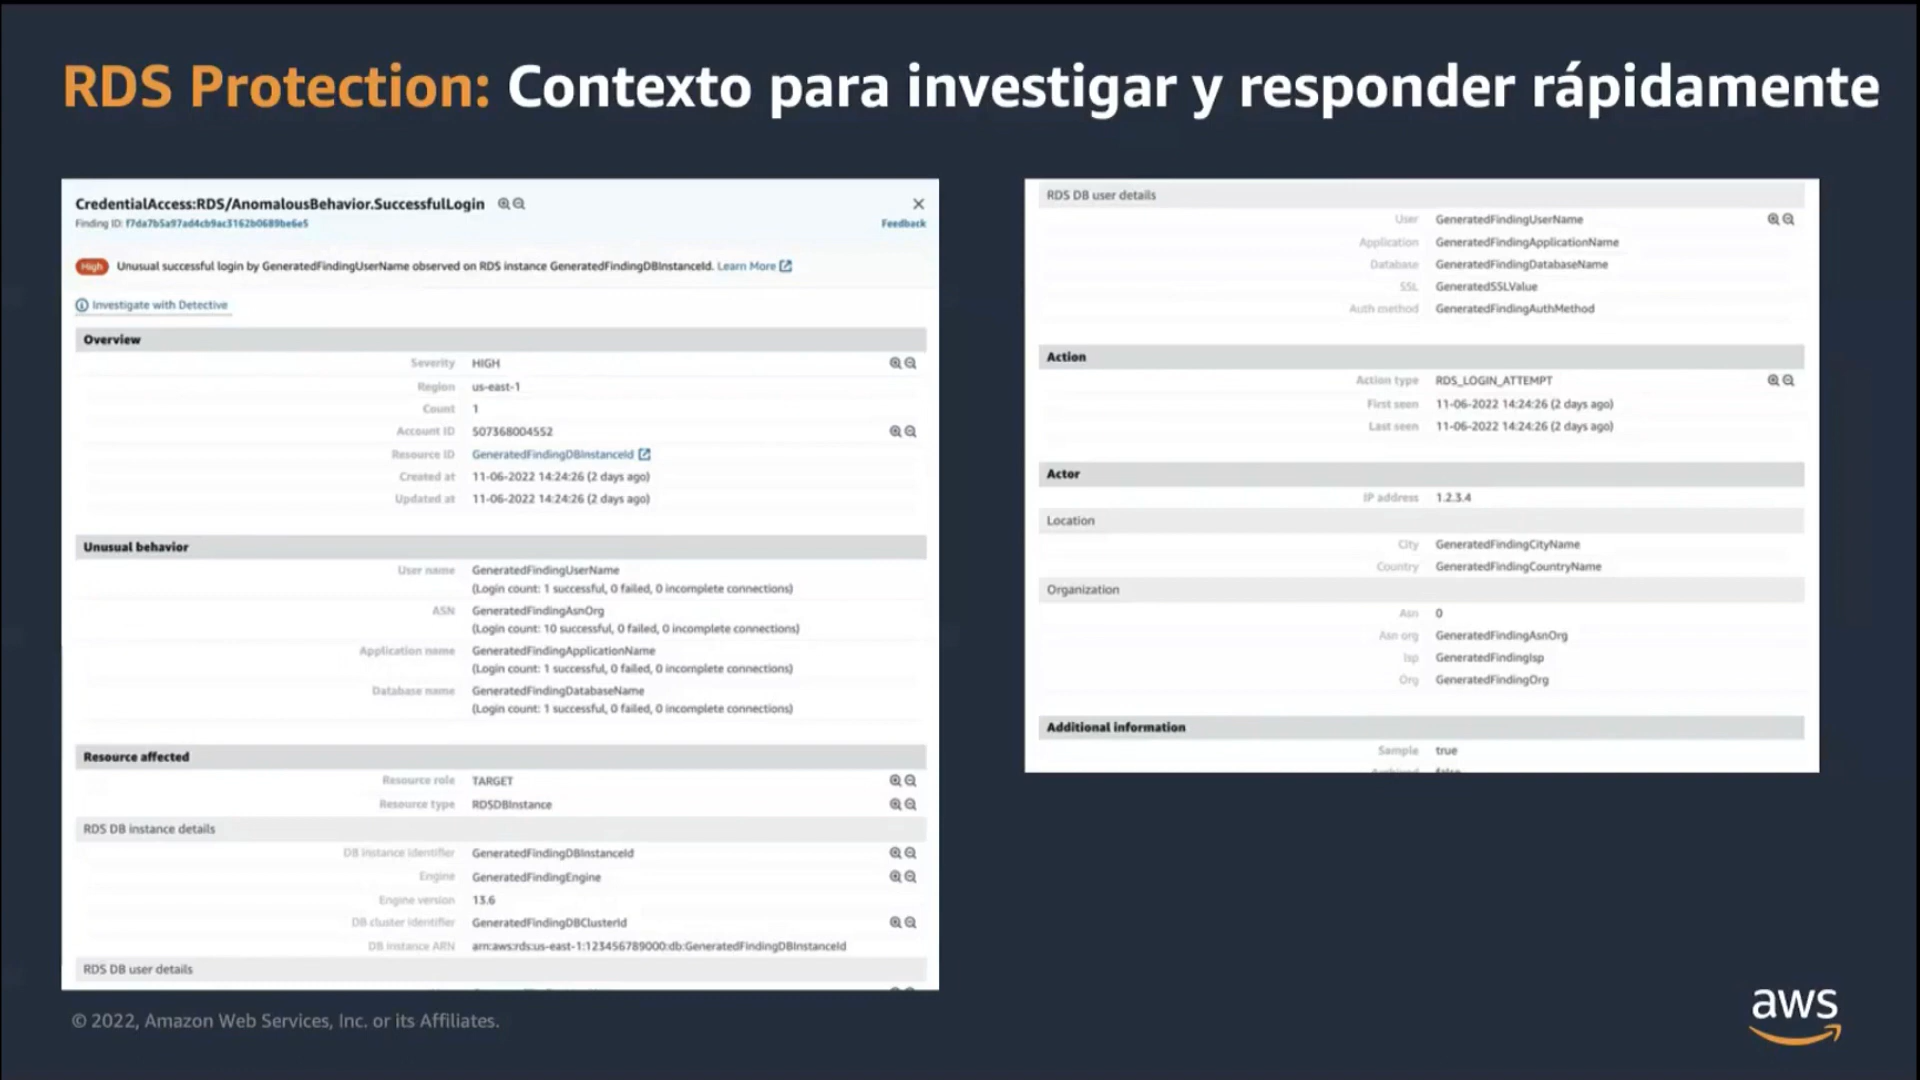 RDS Protection: Contexto para investigar y responder rápidamente
CredentialAccess:RDS/AnomalousBehavior.SuccessfulLogin
Finding ID: f7da7b5a97ad4cb9ac3162b0689be6e5
Feedback
High Unusual successful login by GeneratedFindingUserName observed on RDS instance GeneratedFindingDBInstanceId. Learn More
Investigate with Detective
Overview
Severity HIGH
Region us-east-1
Count 1
Account ID 507368004552
Resource ID GeneratedFindingDBInstanceId
Created at 11-06-2022 14:24:26 (2 days ago)
Updated at 11-06-2022 14:24:26 (2 days ago)
Unusual behavior
User name GeneratedFindingUserName
(Login count: 1 successful, 0 failed, 0 incomplete connections)
ASN GeneratedFindingAsnOrg
(Login count: 10 successful, 0 failed, 0 incomplete connections)
Application name GeneratedFindingApplicationName
(Login count: 1 successful, 0 failed, 0 incomplete connections)
Database name GeneratedFindingDatabaseName
(Login count: 1 successful, 0 failed, 0 incomplete connections)
Resource affected
Resource role TARGET
Resource type RDSDBInstance
RDS DB instance details
DB instance identifier GeneratedFindingDBInstanceId
Engine GeneratedFindingEngine
Engine version 13.6
DB cluster identifier GeneratedFindingDBClusterId
DB instance ARN arn:aws:rds:us-east-1:123456789000:db:GeneratedFindingDBInstanceId
RDS DB user details
RDS DB user details
User GeneratedFindingUserName
Application GeneratedFindingApplicationName
Database GeneratedFindingDatabaseName
SSL GeneratedSSLValue
Auth method GeneratedFindingAuthMethod
Action
Action type RDS_LOGIN_ATTEMPT
First seen 11-06-2022 14:24:26 (2 days ago)
Last seen 11-06-2022 14:24:26 (2 days ago)
Actor
IP address 1.2.3.4
Location
City GeneratedFindingCityName
Country GeneratedFindingCountryName
Organization
Asn 0
Asn org GeneratedFindingAsnOrg
Isp GeneratedFindingIsp
Org GeneratedFindingOrg
Additional information
Sample true
© 2022, Amazon Web Services, Inc. or its Affiliates.
aws